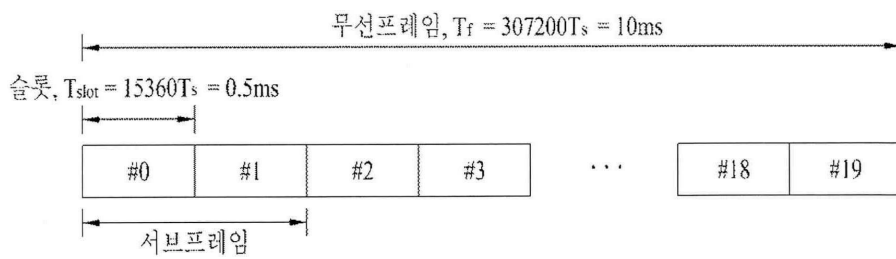 무선프레임, Tf = 307200Ts = 10ms
슬롯, Tslot = 15360Ts = 0.5ms
#0 #1 #2 #3 ··· #18 #19
서브프레임